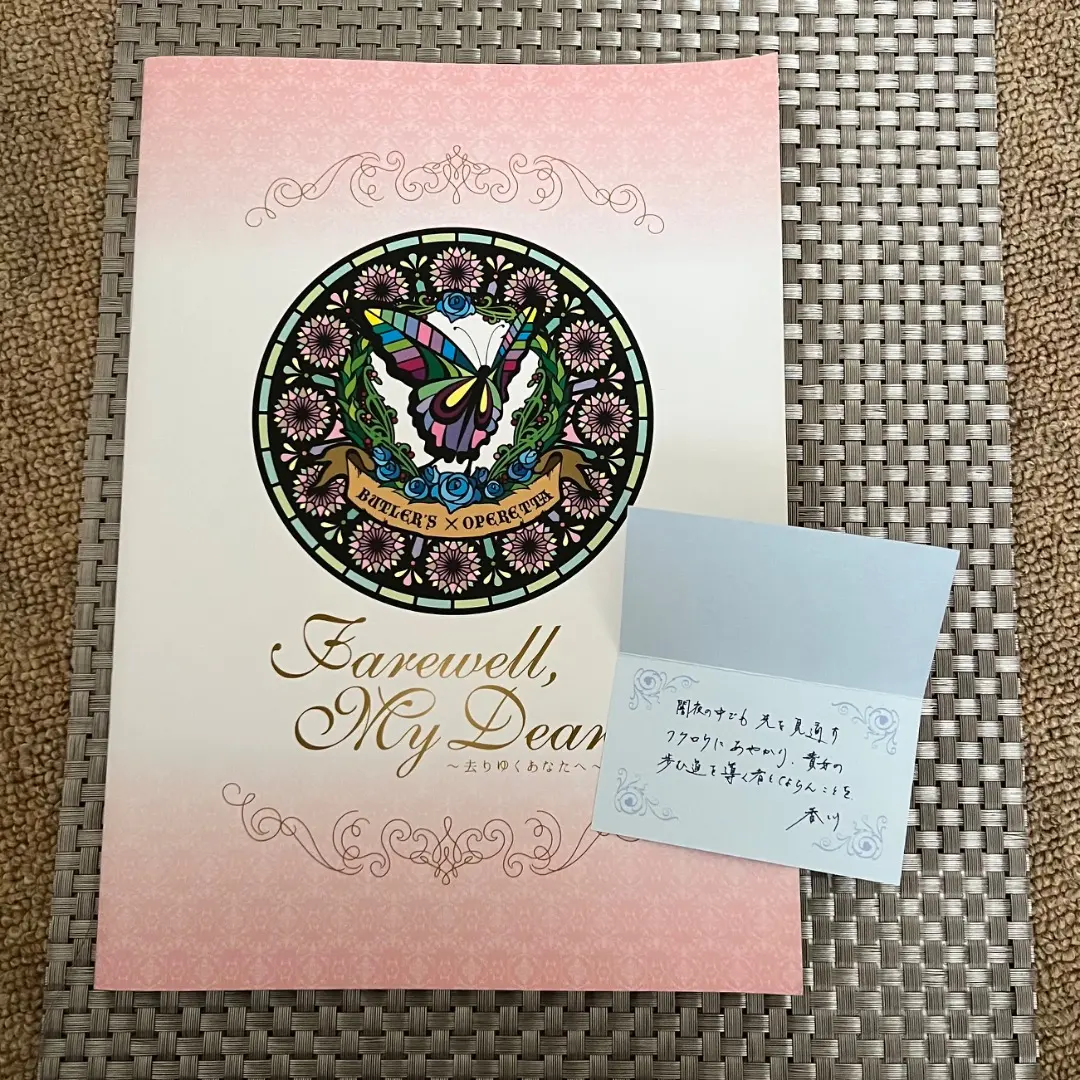 BUTLER'S × OPERETTA
Farewell,
My Dear
～去りゆくあなたへ～
闇夜の中でも 先を見通す
フクロウにあやかり、貴女の
歩む道を導く者とならんことを
香川